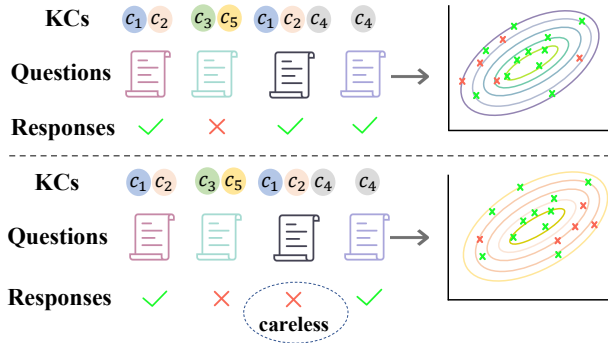 KCs c₁ c₂ c₃ c₅ c₁ c₂ c₄ c₄
Questions
Responses
KCs c₁ c₂ c₃ c₅ c₁ c₂ c₄ c₄
Questions
Responses
careless